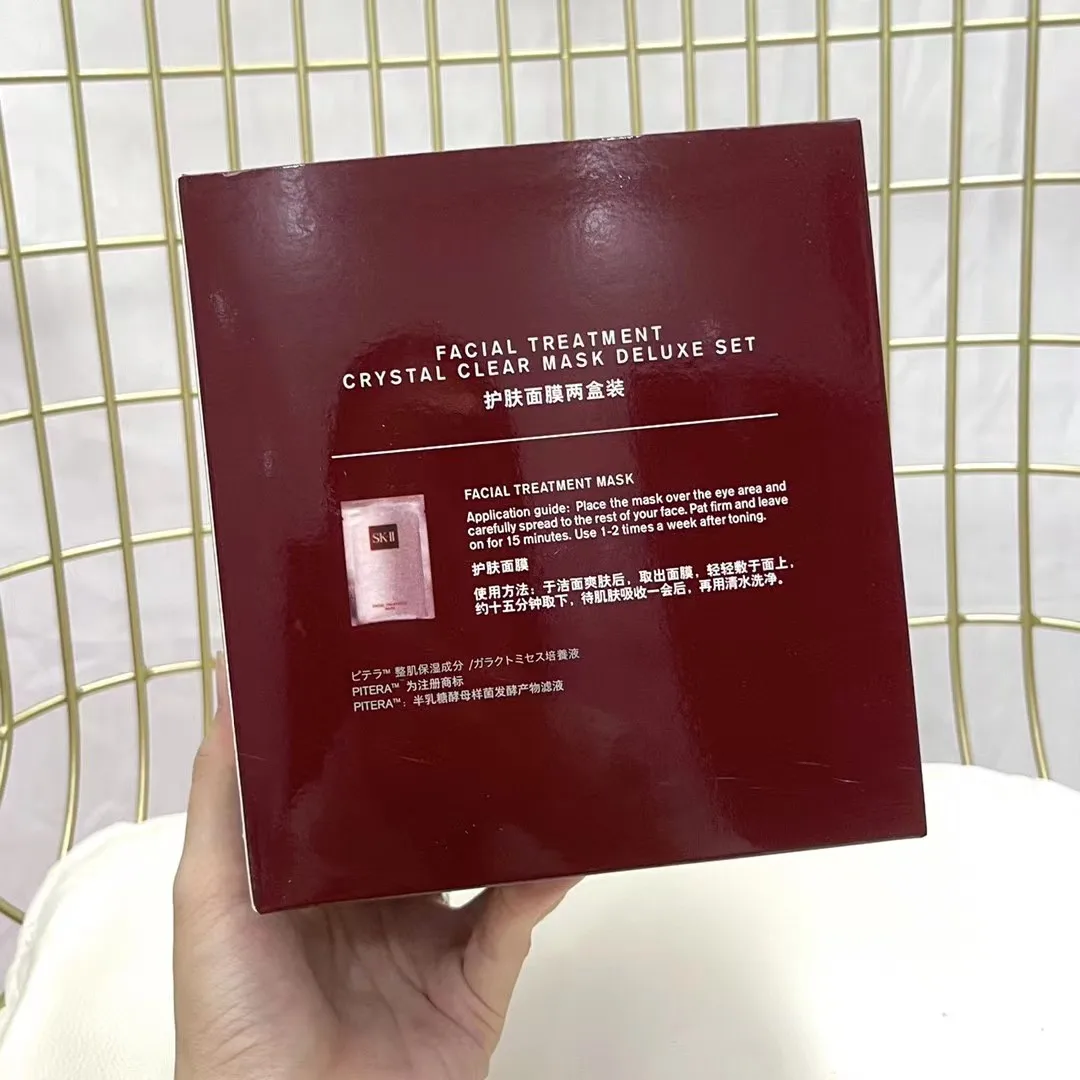 FACIAL TREATMENT
CRYSTAL CLEAR MASK DELUXE SET
护肤面膜两盒装
FACIAL TREATMENT MASK
Application guide: Place the mask over the eye area and
carefully spread to the rest of your face. Pat firm and leave
on for 15 minutes. Use 1-2 times a week after toning.
护肤面膜
使用方法：于洁面爽肤后，取出面膜，轻轻敷于面上，
约十五分钟取下，待肌肤吸收一会后，再用清水洗净。
SK-II
FACIAL TREATMENT
MASK
ピテラ™ 整肌保湿成分 /ガラクトミセス培養液
PITERA™ 为注册商标
PITERA™：半乳糖酵母样菌发酵产物滤液